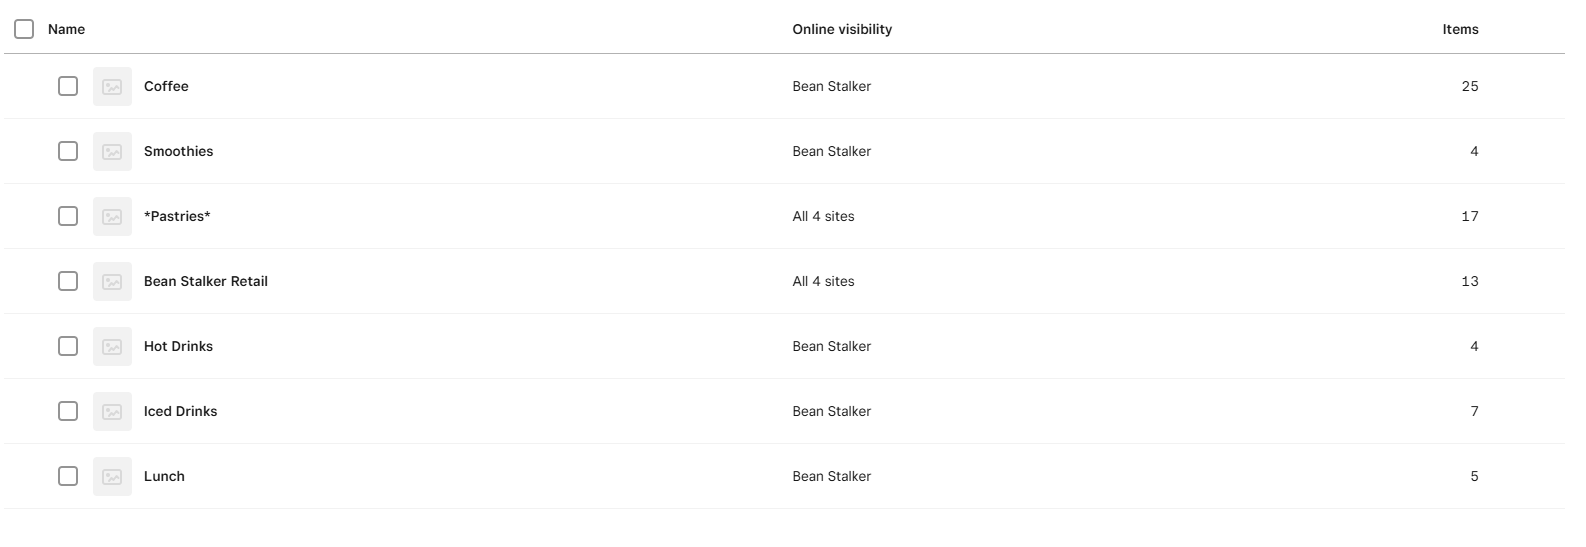 Name Online visibility Items
Coffee Bean Stalker 25
Smoothies Bean Stalker 4
*Pastries* All 4 sites 17
Bean Stalker Retail All 4 sites 13
Hot Drinks Bean Stalker 4
Iced Drinks Bean Stalker 7
Lunch Bean Stalker 5